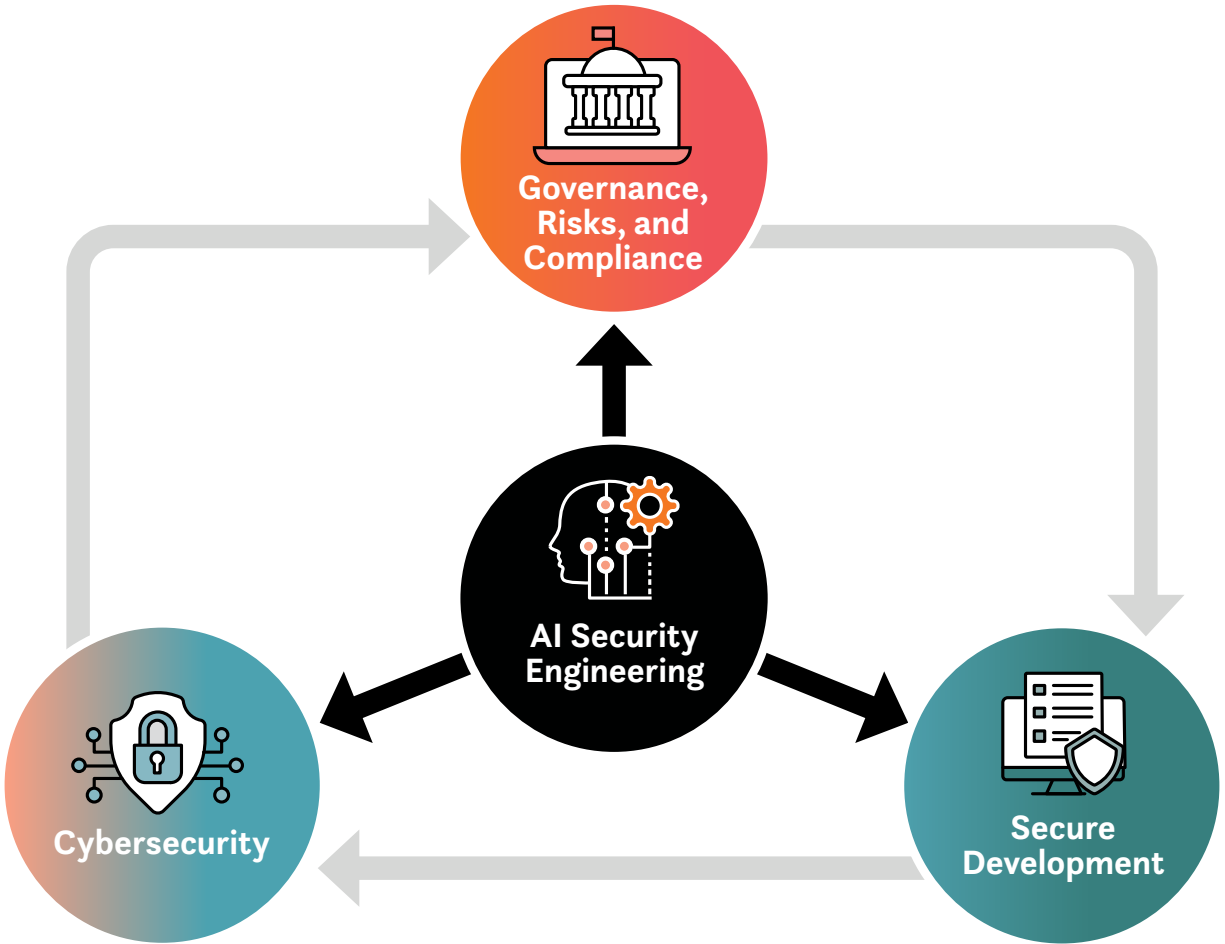 Governance,
Risks, and
Compliance
AI Security
Engineering
Cybersecurity
Secure
Development